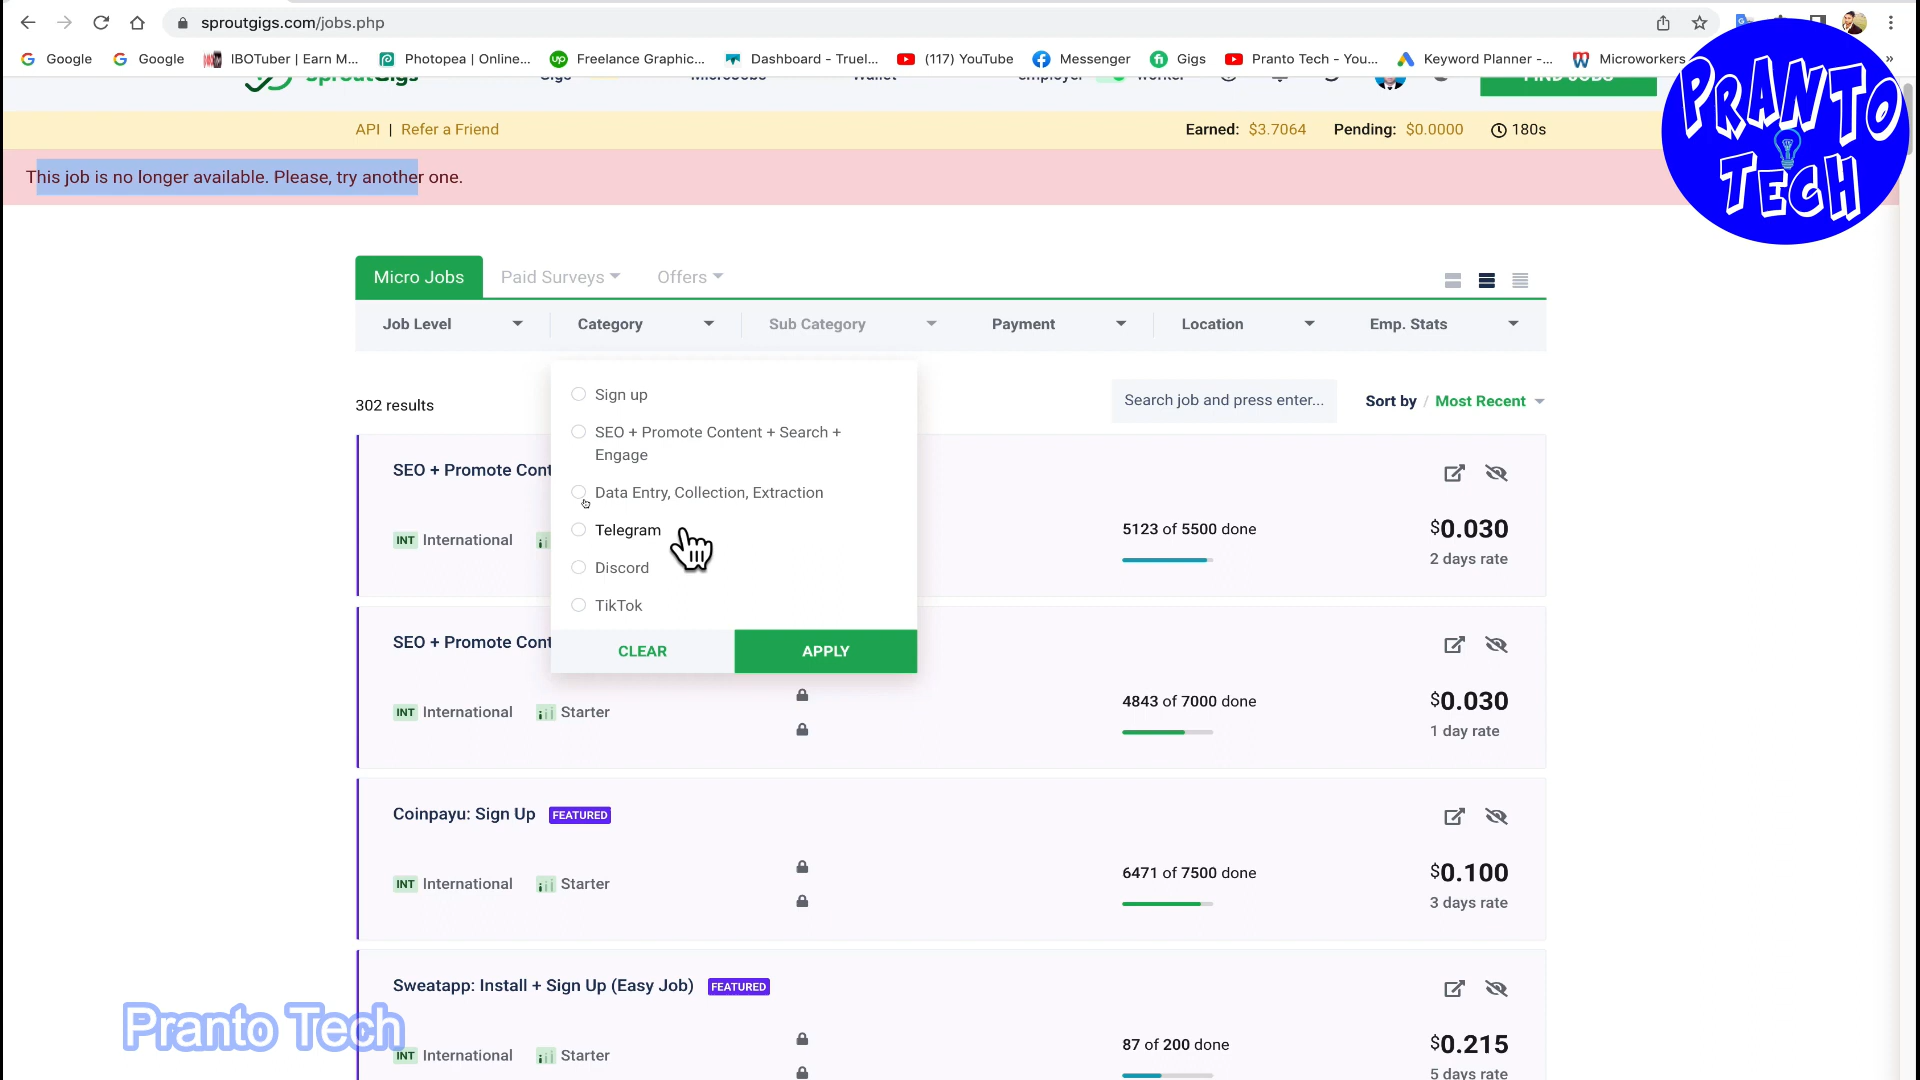 sproutgigs.com/jobs.php
Google
Google
IBOTuber | Earn M...
Photopea | Online...
Freelance Graphic...
Dashboard - Truel...
(117) YouTube
Messenger
Gigs
Pranto Tech - You...
Keyword Planner -...
Microworkers
»
SproutGigs
Gigs
Microjobs
Wallet
employer
worker
FIND JOBS
API | Refer a Friend
Earned: $3.7064
Pending: $0.0000
180s
PRANTO
TECH
This job is no longer available. Please, try another one.
Micro Jobs
Paid Surveys
Offers
Job Level
Category
Sub Category
Payment
Location
Emp. Stats
302 results
Search job and press enter...
Sort by / Most Recent
Sign up
SEO + Promote Content + Search +
Engage
Data Entry, Collection, Extraction
Telegram
Discord
TikTok
CLEAR
APPLY
SEO + Promote Cont
INT International
5123 of 5500 done
$0.030
2 days rate
SEO + Promote Cont
INT International
Starter
4843 of 7000 done
$0.030
1 day rate
Coinpayu: Sign Up FEATURED
INT International
Starter
6471 of 7500 done
$0.100
3 days rate
Sweatapp: Install + Sign Up (Easy Job) FEATURED
INT International
Starter
87 of 200 done
$0.215
5 days rate
Pranto Tech